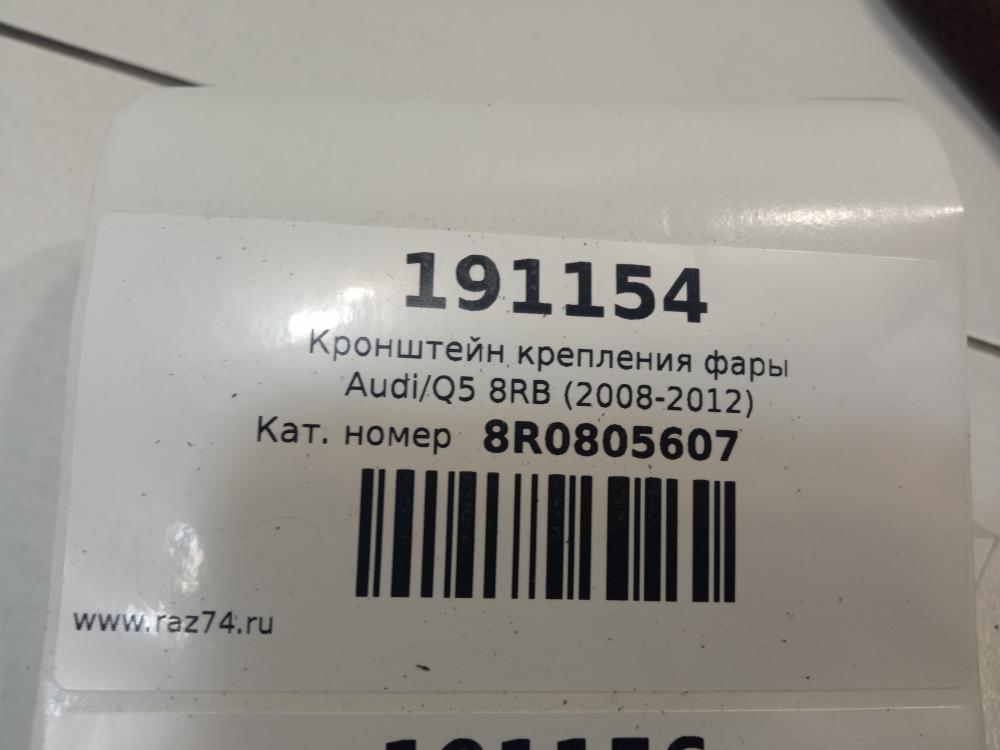 191154
Кронштейн крепления фары
Audi/Q5 8RB (2008-2012)
Кат. номер 8R0805607
www.raz74.ru